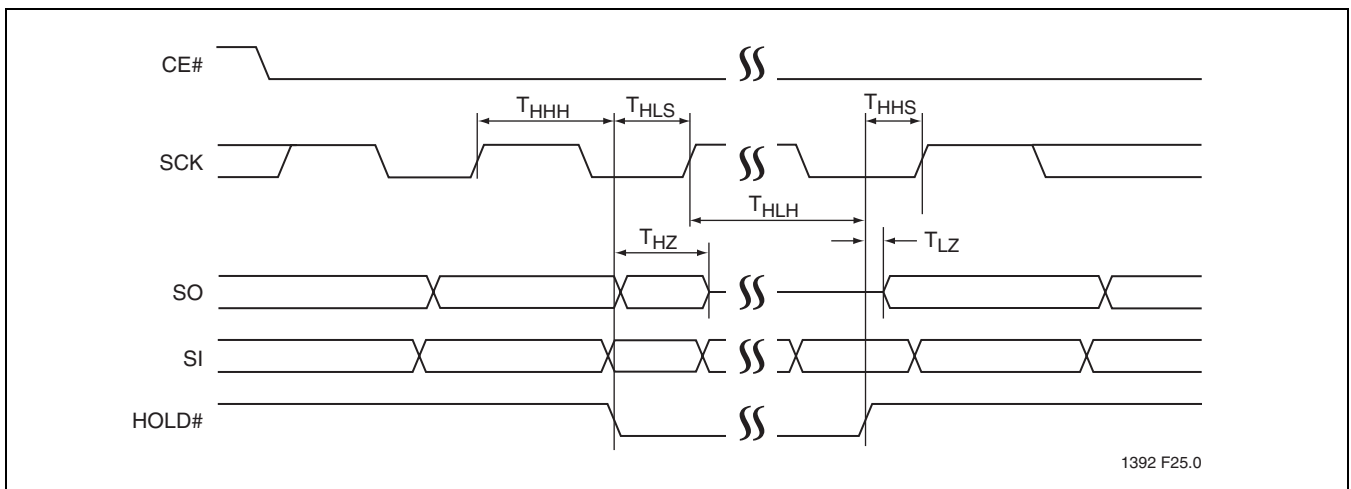 CE#
THHH
THLS
THHS
SCK
THLH
THZ
TLZ
SO
SI
HOLD#
1392 F25.0